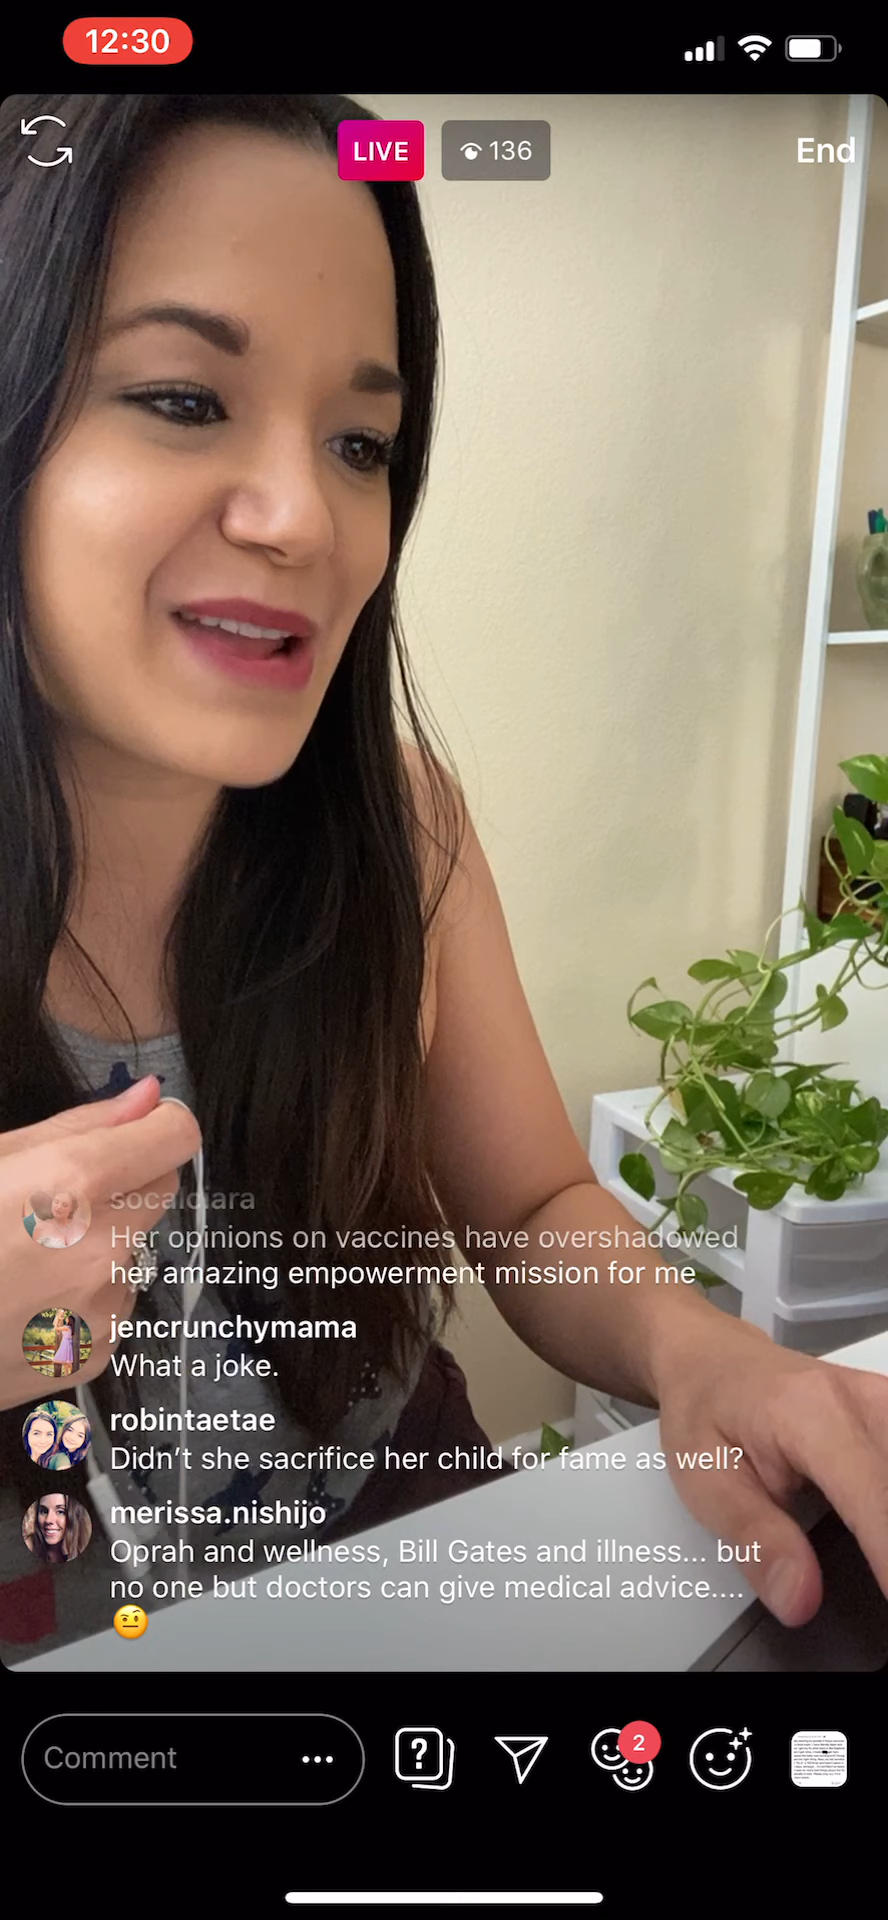 12:30
LIVE
136
End
socalciara
Her opinions on vaccines have overshadowed
her amazing empowerment mission for me
jencrunchymama
What a joke.
robintaetae
Didn’t she sacrifice her child for fame as well?
merissa.nishijo
Oprah and wellness, Bill Gates and illness... but
no one but doctors can give medical advice....
🤨
Comment
2